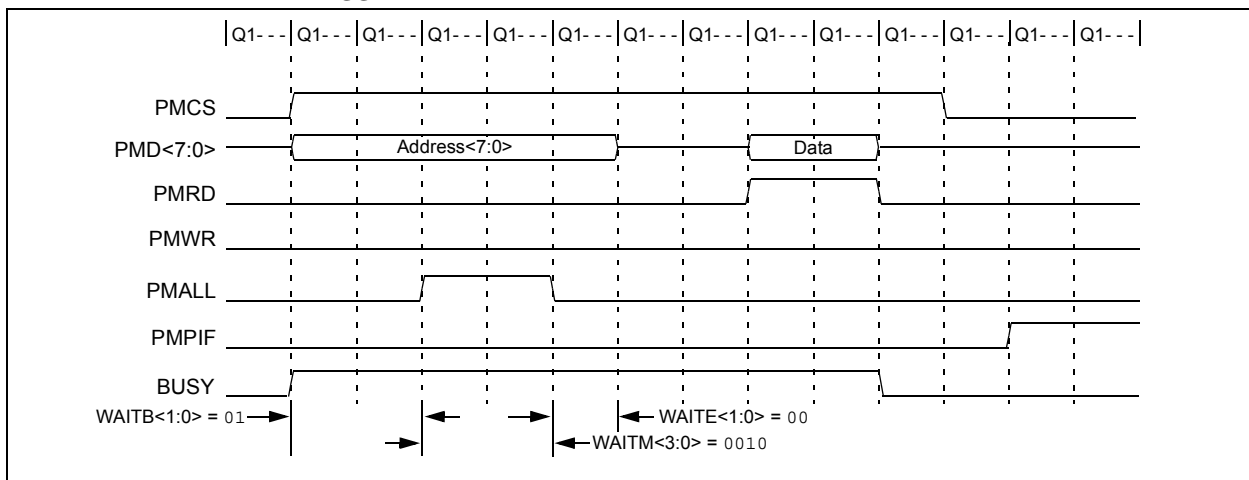 Q1- - - Q1- - - Q1- - - Q1- - - Q1- - - Q1- - - Q1- - - Q1- - - Q1- - - Q1- - - Q1- - - Q1- - - Q1- - - Q1- - -
PMCS
PMD<7:0> Address<7:0> Data
PMRD
PMWR
PMALL
PMPIF
BUSY
WAITB<1:0> = 01 WAITE<1:0> = 00
WAITM<3:0> = 0010